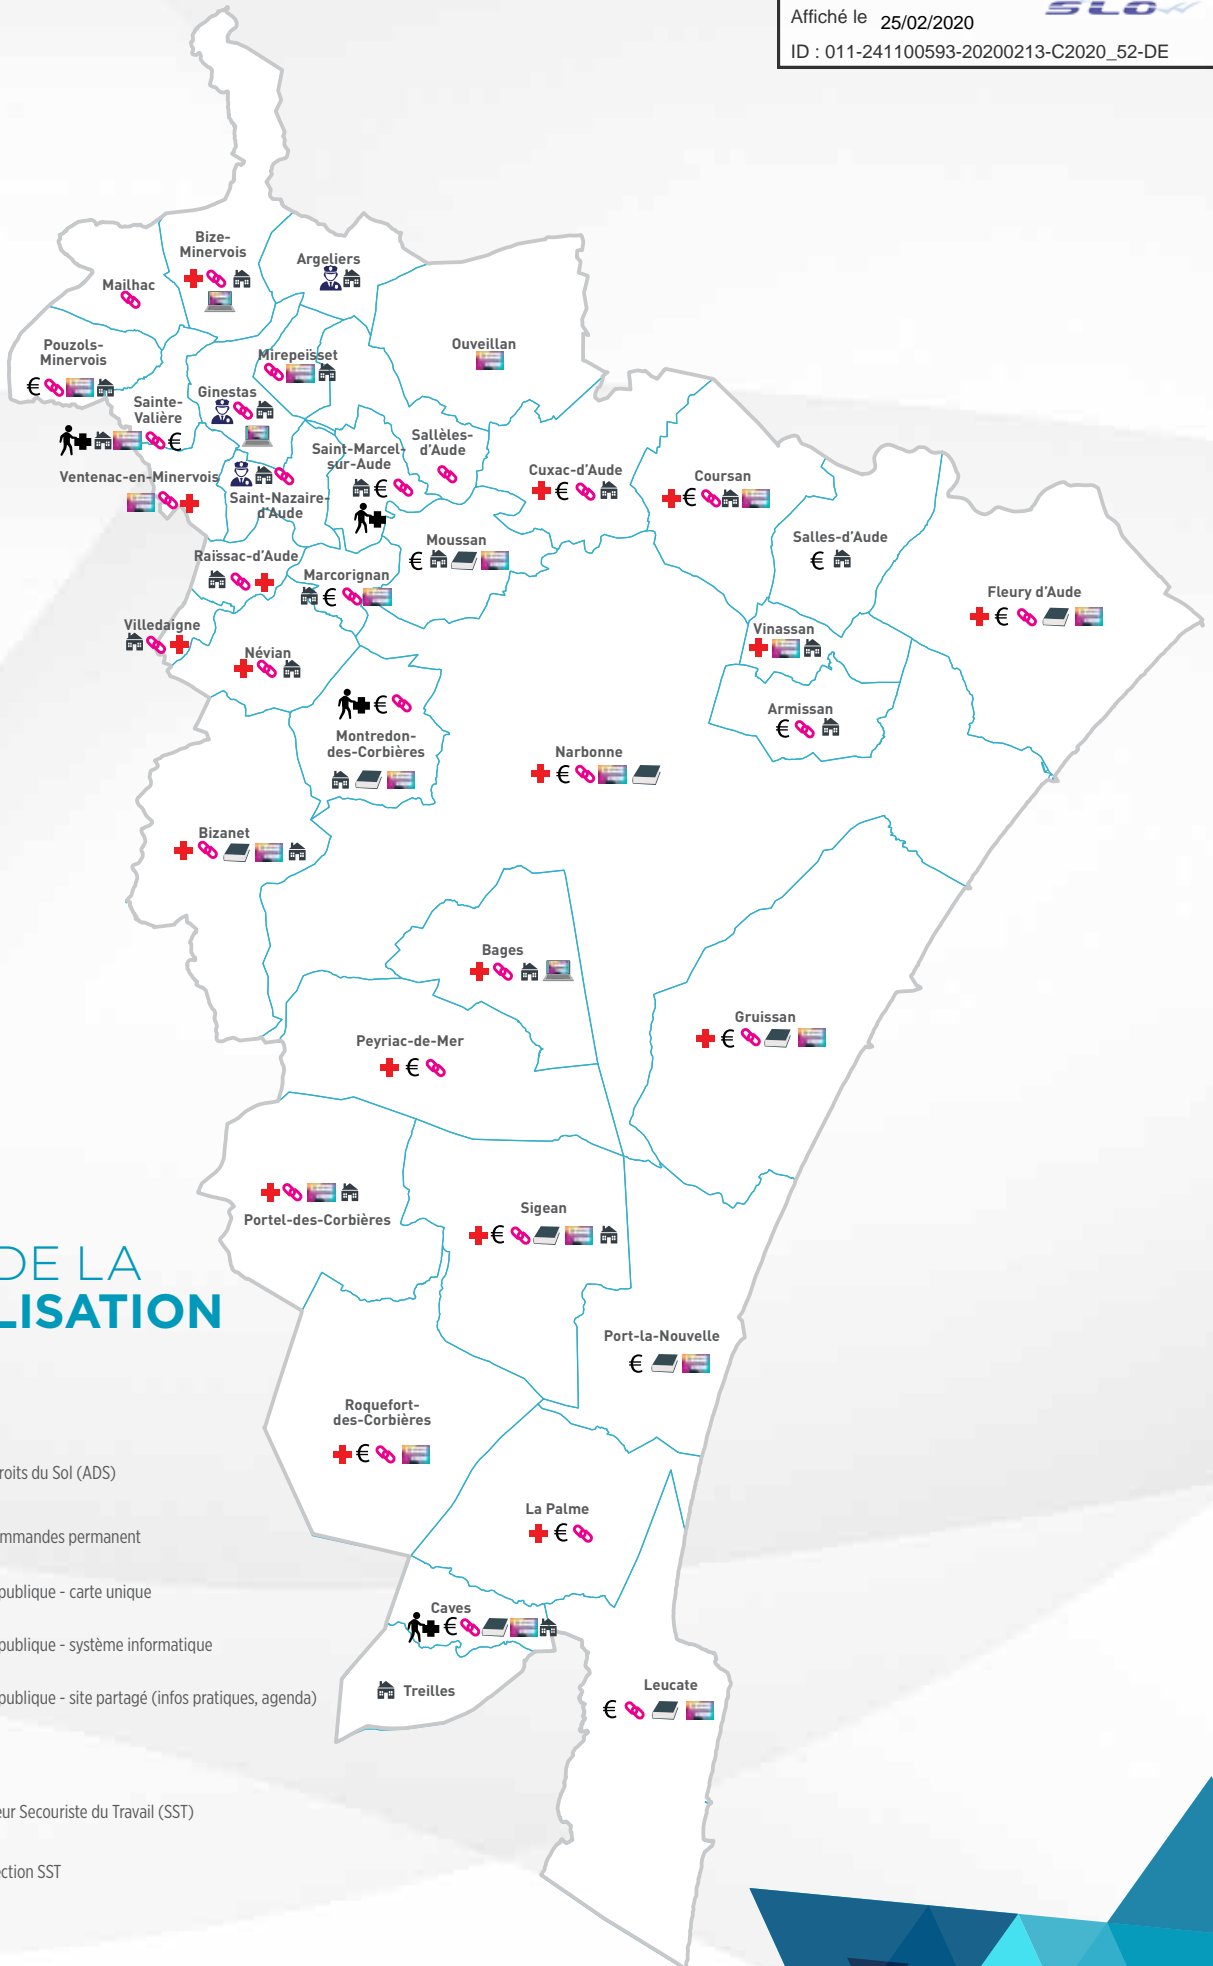 Affiché le 25/02/2020
SLO
ID : 011-241100593-20200213-C2020_52-DE
Bize-
Minervois
Argeliers
Mailhac
Pouzols-
Minervois
Mirepeïsset
Ouveillan
Ginestas
Sainte-
Valière
€
€
Saint-Marcel-
sur-Aude
Sallèles-
d'Aude
Ventenac-en-Minervois
Saint-Nazaire-
d'Aude
€
Cuxac-d'Aude
€
Coursan
€
Moussan
€
Salles-d'Aude
€
Raïssac-d'Aude
Marcorignan
€
Fleury d'Aude
€
Villedaigne
Névian
Vinassan
€
Montredon-
des-Corbières
Armissan
€
Narbonne
€
Bizanet
Bages
Gruissan
€
Peyriac-de-Mer
€
Portel-des-Corbières
Sigean
€
DE LA
LISATION
Port-la-Nouvelle
€
Roquefort-
des-Corbières
€
roits du Sol (ADS)
La Palme
€
mmandes permanent
publique - carte unique
Caves
€
publique - système informatique
Treilles
Leucate
€
publique - site partagé (infos pratiques, agenda)
eur Secouriste du Travail (SST)
ection SST